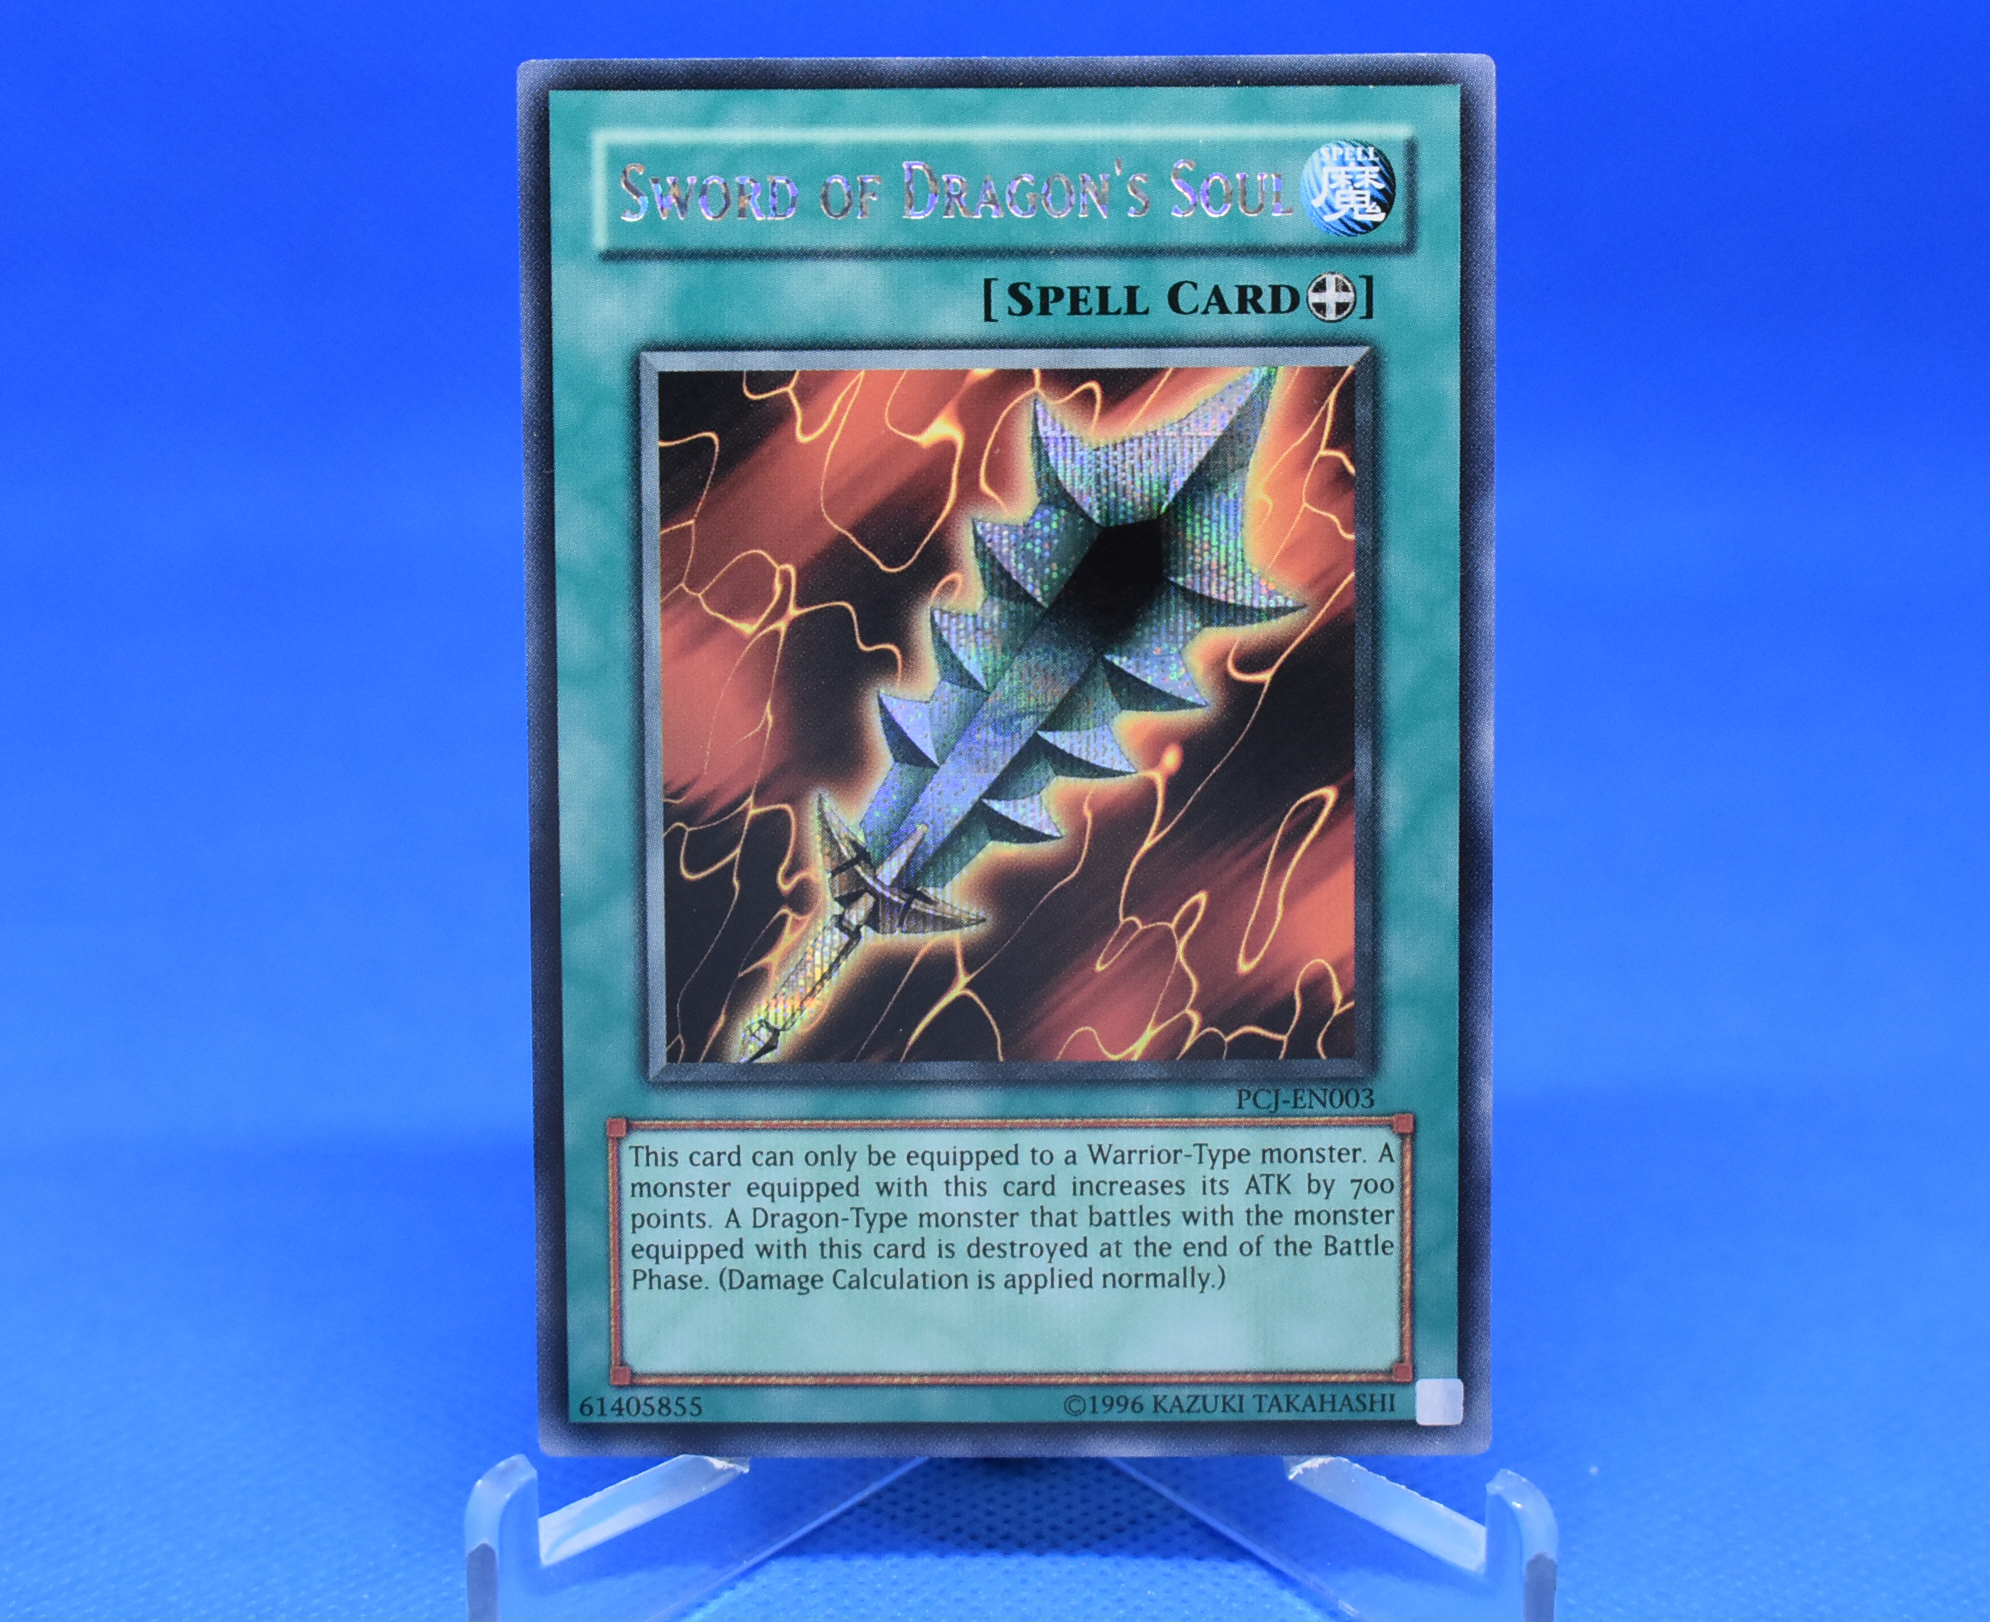 SWORD OF DRAGON'S SOUL
SPELL
魔
[SPELL CARD]
PCJ-EN003
This card can only be equipped to a Warrior-Type monster. A
monster equipped with this card increases its ATK by 700
points. A Dragon-Type monster that battles with the monster
equipped with this card is destroyed at the end of the Battle
Phase. (Damage Calculation is applied normally.)
61405855
©1996 KAZUKI TAKAHASHI